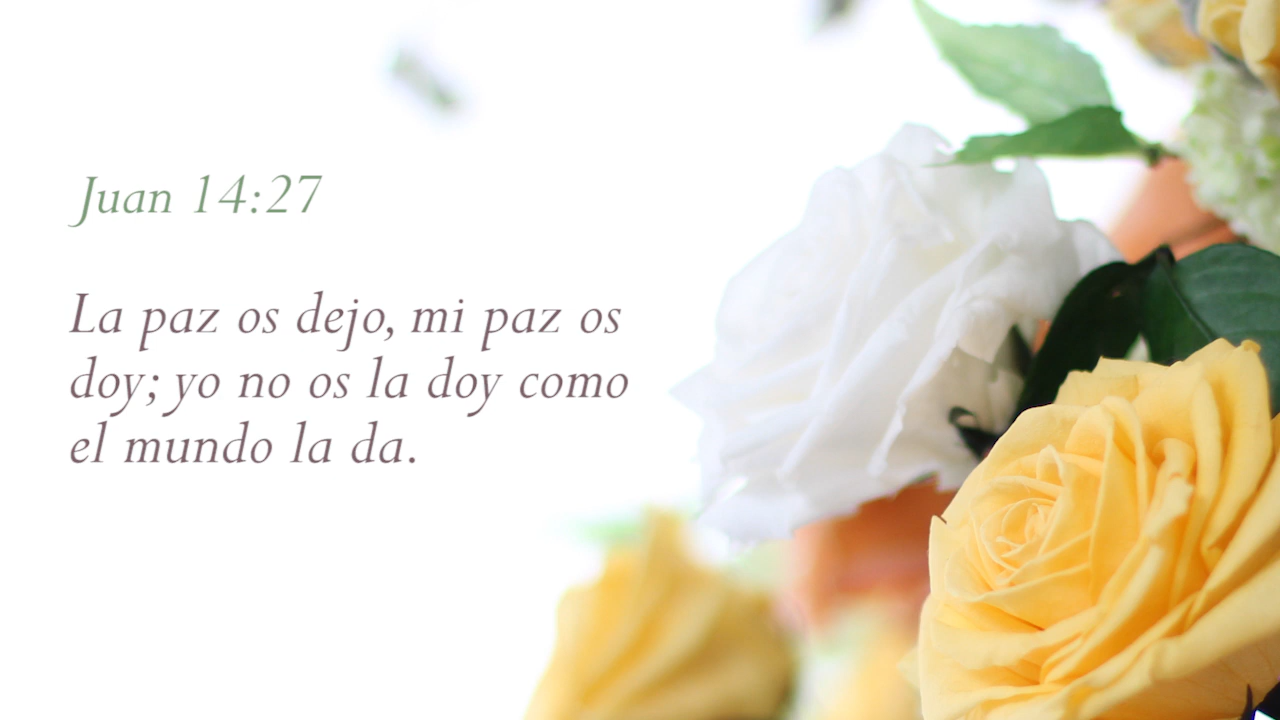 Juan 14:27
La paz os dejo, mi paz os
doy; yo no os la doy como
el mundo la da.